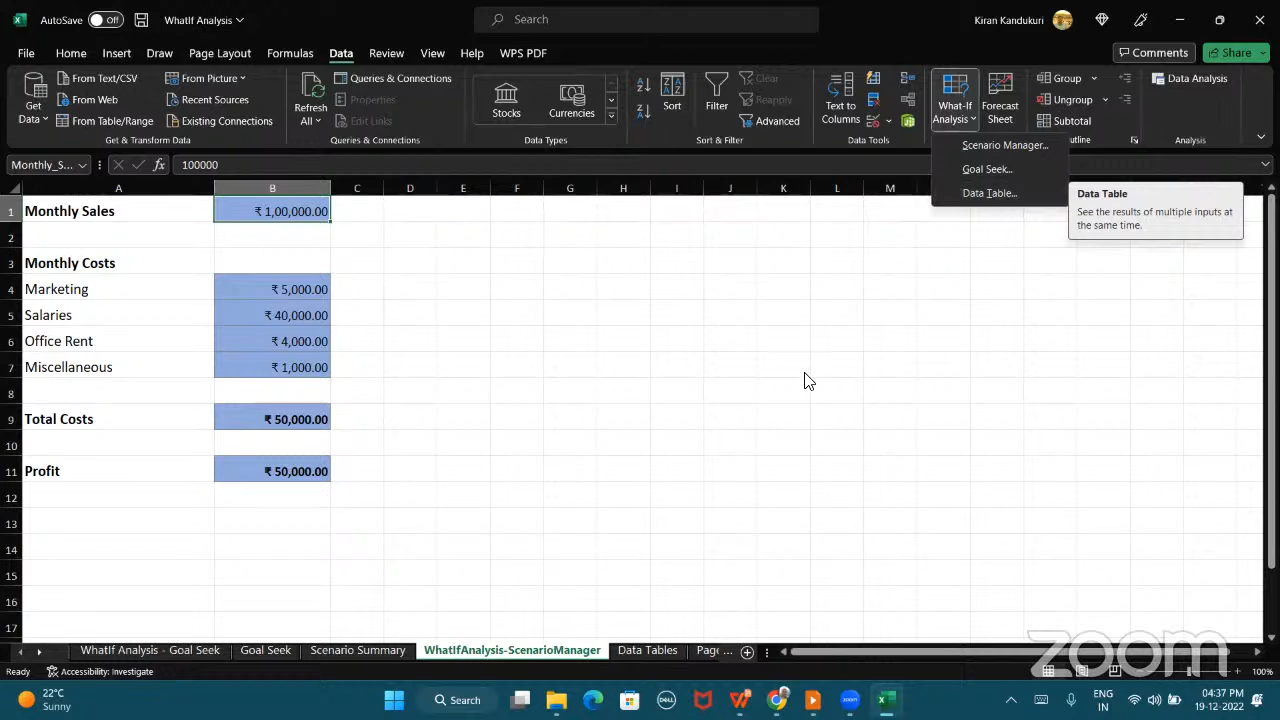 AutoSave Off WhatIf Analysis Search Kiran Kandukuri
File Home Insert Draw Page Layout Formulas Data Review View Help WPS PDF Comments Share
Get Data
From Text/CSV
From Web
From Table/Range
From Picture
Recent Sources
Existing Connections
Get & Transform Data
Refresh All
Queries & Connections
Properties
Edit Links
Queries & Connections
Stocks
Currencies
Data Types
Sort
Filter
Clear
Reapply
Advanced
Sort & Filter
Text to Columns
Data Tools
What-If Analysis
Forecast Sheet
Group
Ungroup
Subtotal
utline
Data Analysis
Analysis
Scenario Manager...
Goal Seek...
Data Table...
Data Table
See the results of multiple inputs at
the same time.
Monthly_S... fx 100000
A B C D E F G H I J K L M
1 Monthly Sales ₹ 1,00,000.00
2
3 Monthly Costs
4 Marketing ₹ 5,000.00
5 Salaries ₹ 40,000.00
6 Office Rent ₹ 4,000.00
7 Miscellaneous ₹ 1,000.00
8
9 Total Costs ₹ 50,000.00
10
11 Profit ₹ 50,000.00
12
13
14
15
16
17
zoom
WhatIf Analysis - Goal Seek Goal Seek Scenario Summary WhatIfAnalysis-ScenarioManager Data Tables Pag ...
Ready Accessibility: Investigate 100%
22°C
Sunny
Search
DELL
ENG
IN
04:37 PM
19-12-2022